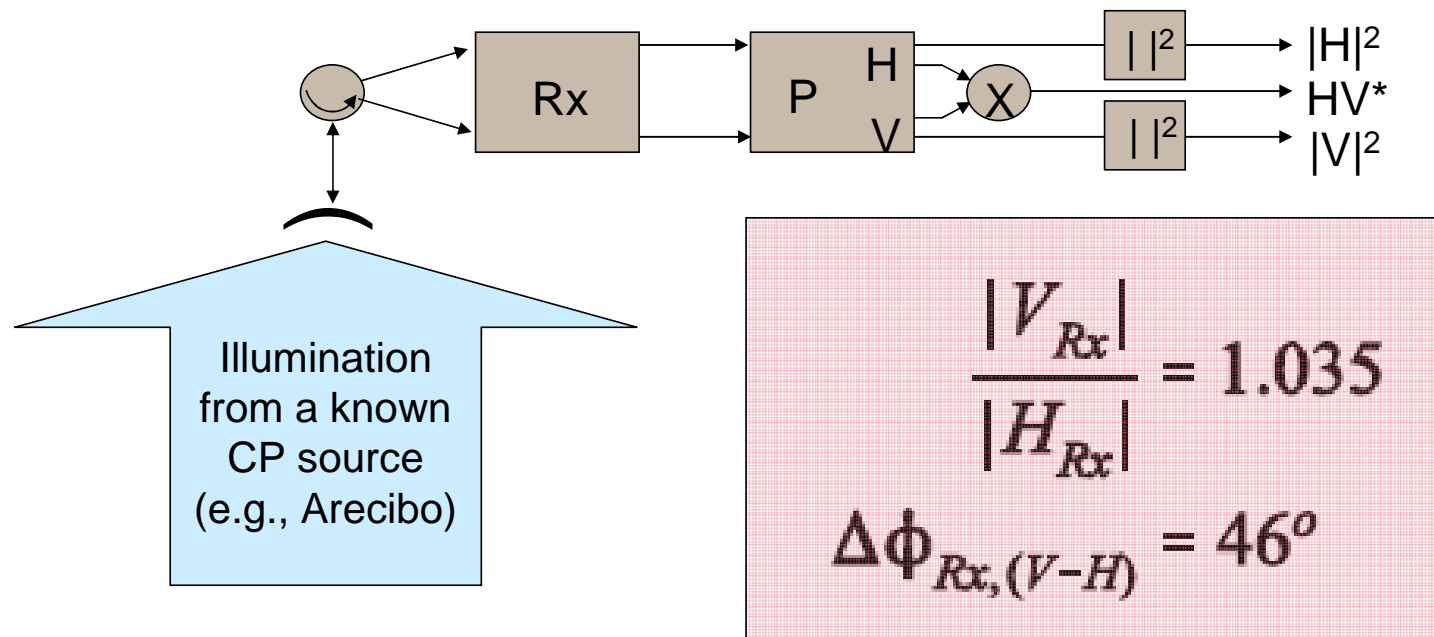 Rx
P
H
V
X
| |²
| |²
|H|²
HV*
|V|²
Illumination
from a known
CP source
(e.g., Arecibo)
|V_Rx| / |H_Rx| = 1.035
Δϕ_Rx,(V−H) = 46°